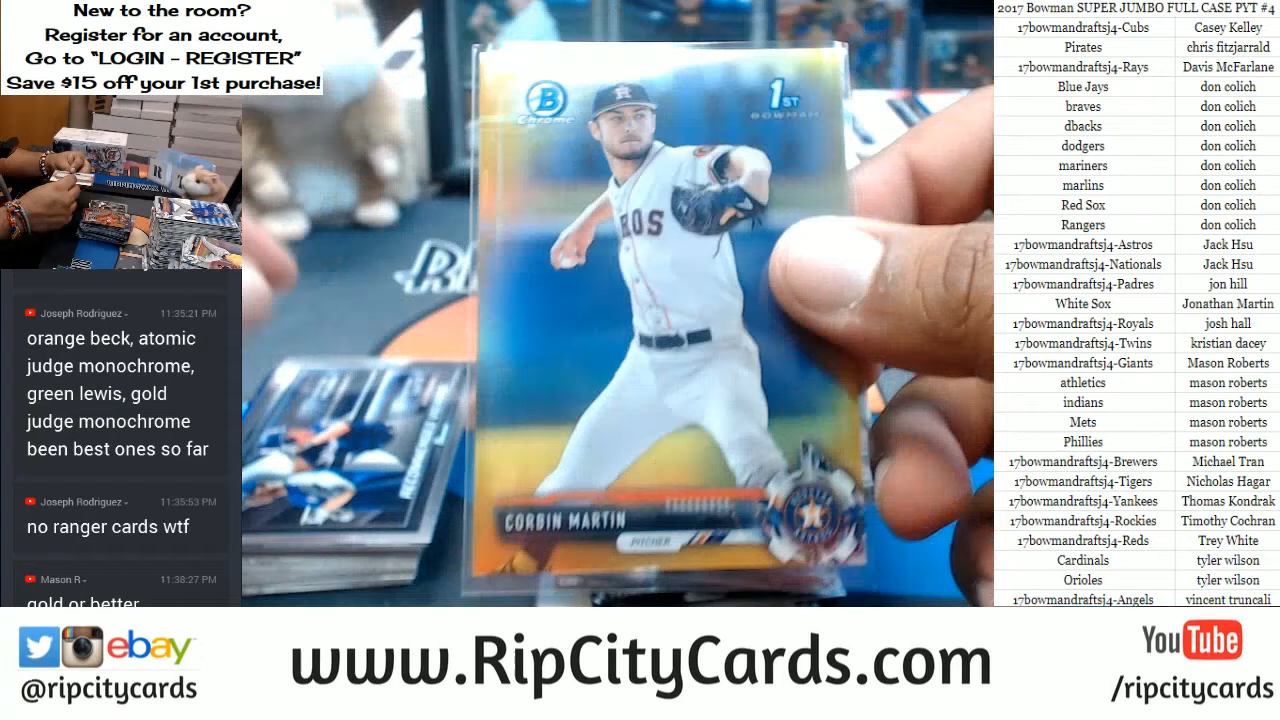 New to the room?
Register for an account,
Go to “LOGIN - REGISTER”
Save $15 off your 1st purchase!
Joseph Rodriguez
11:35:21 PM
orange beck, atomic
judge monochrome,
green lewis, gold
judge monochrome
been best ones so far
Joseph Rodriguez
11:35:53 PM
no ranger cards wtf
Mason R
11:38:27 PM
gold or better
B
Chrome
1ST
BOWMAN
ROS
CORBIN MARTIN
PITCHER
2017 Bowman SUPER JUMBO FULL CASE PYT #4
17bowmandraftsj4-Cubs Casey Kelley
Pirates chris fitzjarrald
17bowmandraftsj4-Rays Davis McFarlane
Blue Jays don colich
braves don colich
dbacks don colich
dodgers don colich
mariners don colich
marlins don colich
Red Sox don colich
Rangers don colich
17bowmandraftsj4-Astros Jack Hsu
17bowmandraftsj4-Nationals Jack Hsu
17bowmandraftsj4-Padres jon hill
White Sox Jonathan Martin
17bowmandraftsj4-Royals josh hall
17bowmandraftsj4-Twins kristian dacey
17bowmandraftsj4-Giants Mason Roberts
athletics mason roberts
indians mason roberts
Mets mason roberts
Phillies mason roberts
17bowmandraftsj4-Brewers Michael Tran
17bowmandraftsj4-Tigers Nicholas Hagar
17bowmandraftsj4-Yankees Thomas Kondrak
17bowmandraftsj4-Rockies Timothy Cochran
17bowmandraftsj4-Reds Trey White
Cardinals tyler wilson
Orioles tyler wilson
17bowmandraftsj4-Angels vincent truncali
ebay
@ripcitycards
www.RipCityCards.com
YouTube
/ripcitycards